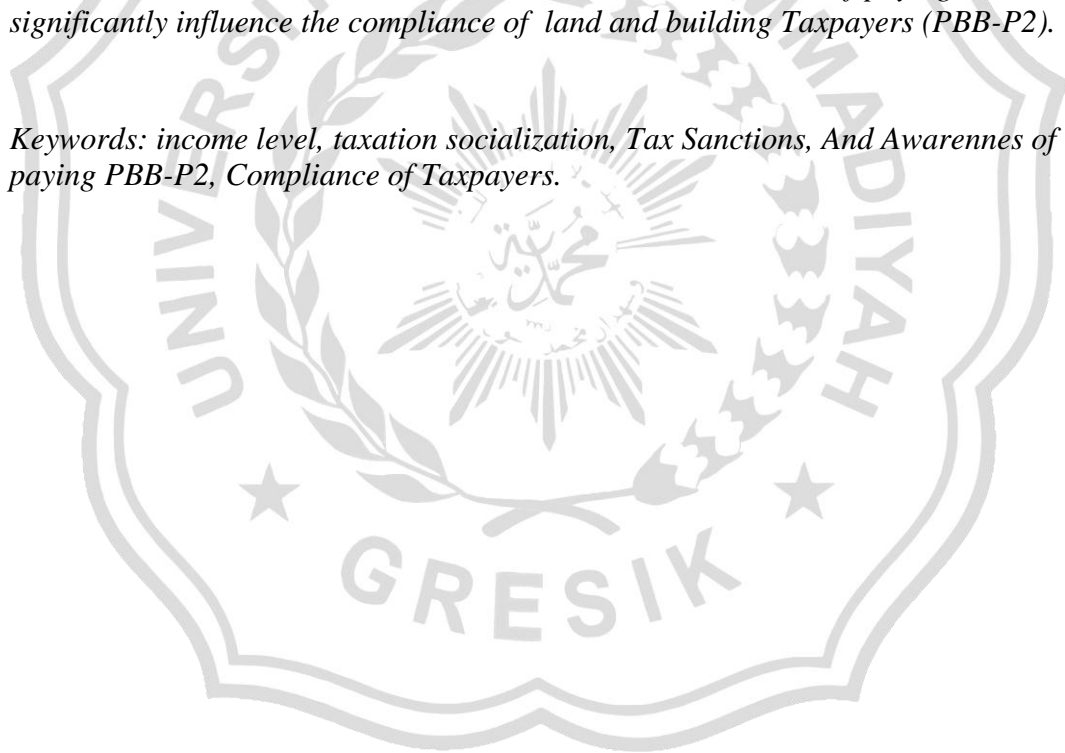 significantly influence the compliance of land and building Taxpayers (PBB-P2).
Keywords: income level, taxation socialization, Tax Sanctions, And Awarennes of
paying PBB-P2, Compliance of Taxpayers.
GRESIK